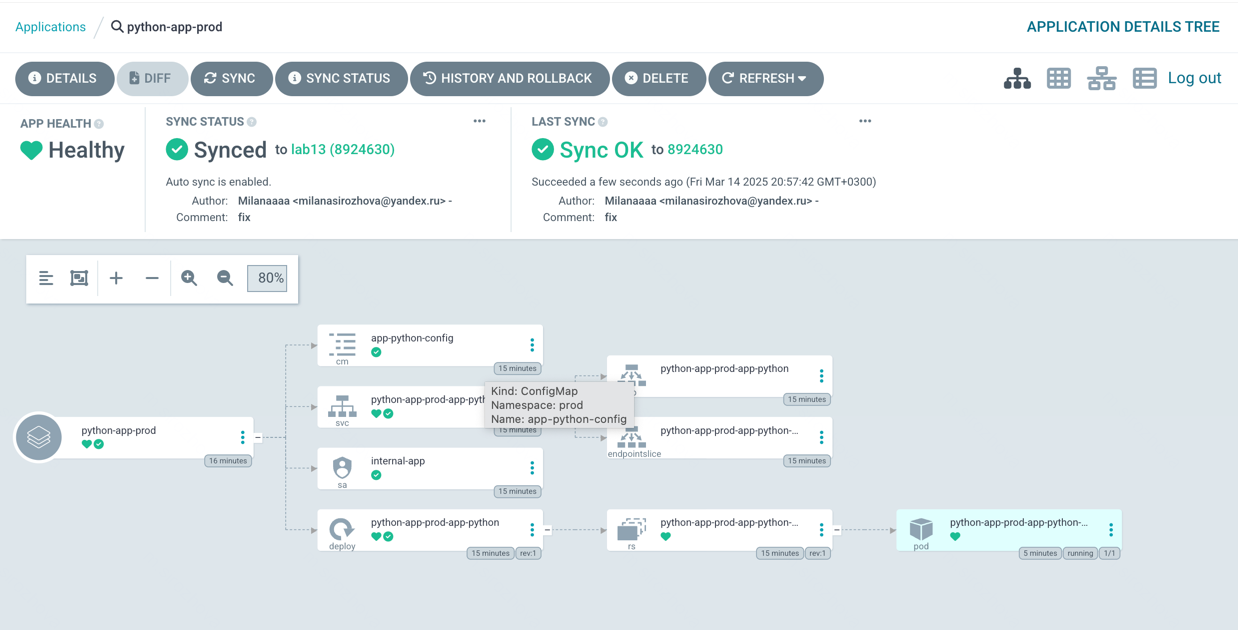 Applications
python-app-prod
APPLICATION DETAILS TREE
DETAILS
DIFF
SYNC
SYNC STATUS
HISTORY AND ROLLBACK
DELETE
REFRESH
Log out
APP HEALTH
Healthy
SYNC STATUS
Synced to lab13 (8924630)
Auto sync is enabled.
Author: Milanaaaa <milanasirozhova@yandex.ru> -
Comment: fix
LAST SYNC
Sync OK to 8924630
Succeeded a few seconds ago (Fri Mar 14 2025 20:57:42 GMT+0300)
Author: Milanaaaa <milanasirozhova@yandex.ru> -
Comment: fix
80%
python-app-prod
16 minutes
cm
app-python-config
15 minutes
svc
python-app-prod-app-pyth
15 minutes
Kind: ConfigMap
Namespace: prod
Name: app-python-config
sa
internal-app
15 minutes
deploy
python-app-prod-app-python
15 minutes
rev:1
python-app-prod-app-python
15 minutes
endpointslice
python-app-prod-app-python-...
15 minutes
rs
python-app-prod-app-python-...
15 minutes
rev:1
pod
python-app-prod-app-python-...
5 minutes
running
1/1